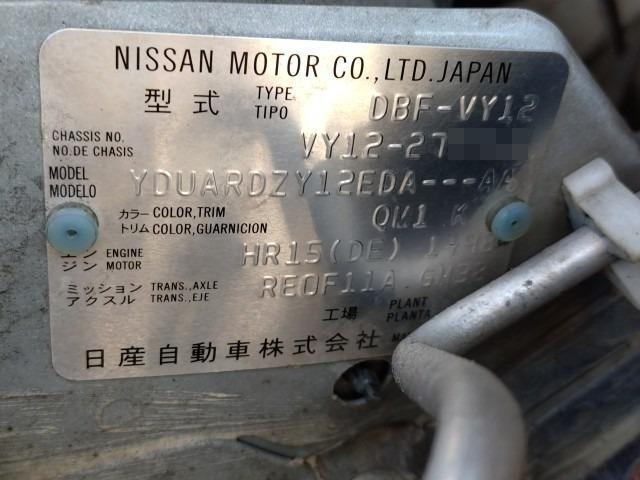 NISSAN MOTOR CO.,LTD.JAPAN
型式 TYPE TIPO DBF-VY12
CHASSIS NO. NO.DE CHASIS VY12-27
MODEL MODELO YDUARDZY12EDA---AA
カラー COLOR,TRIM トリム COLOR,GUARNICION QM1 K
エンジン ENGINE MOTOR HR15(DE)
ミッション TRANS.,AXLE アクスル TRANS.,EJE RE0F11A
工場 PLANT PLANTA
日産自動車株式会社